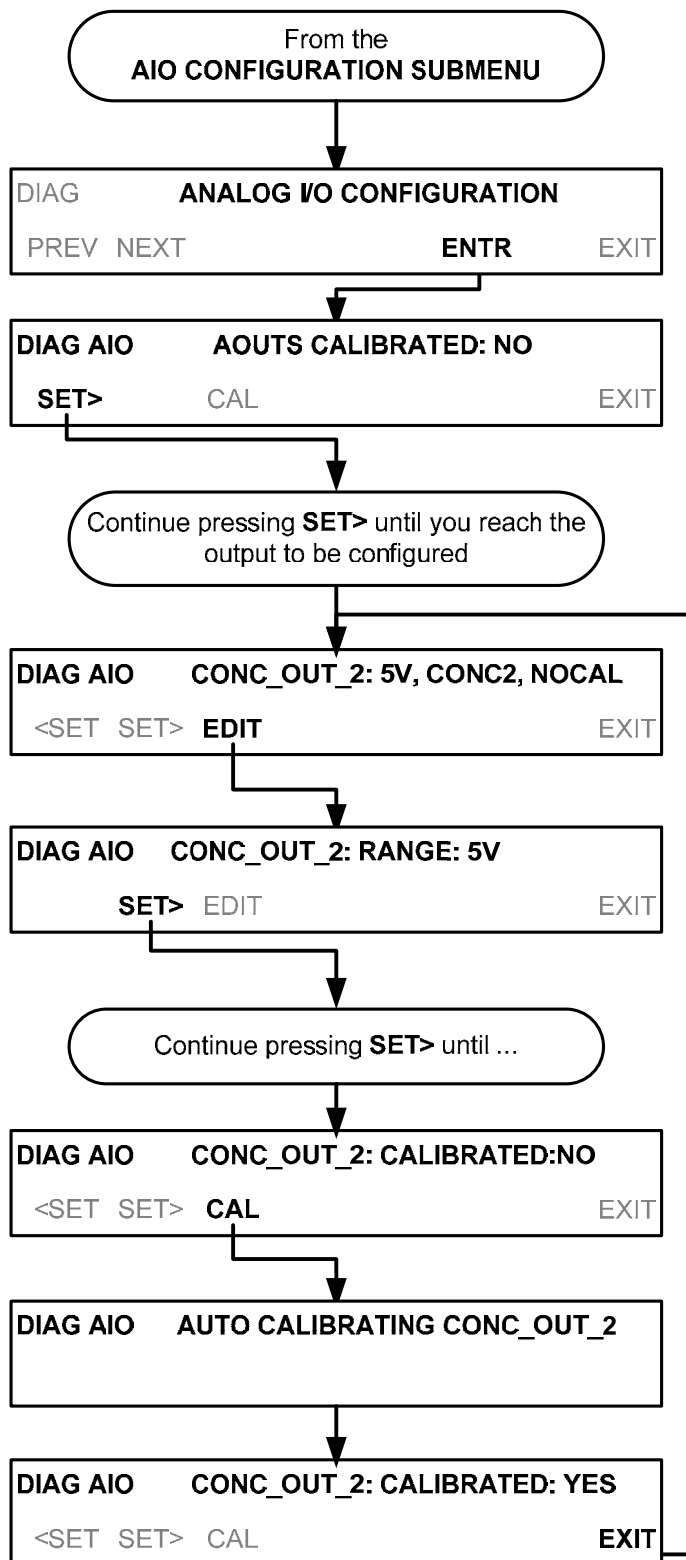 From the
AIO CONFIGURATION SUBMENU
DIAG ANALOG I/O CONFIGURATION
PREV NEXT ENTR EXIT
DIAG AIO AOUTS CALIBRATED: NO
SET> CAL EXIT
Continue pressing SET> until you reach the
output to be configured
DIAG AIO CONC_OUT_2: 5V, CONC2, NOCAL
<SET SET> EDIT EXIT
DIAG AIO CONC_OUT_2: RANGE: 5V
SET> EDIT EXIT
Continue pressing SET> until ...
DIAG AIO CONC_OUT_2: CALIBRATED:NO
<SET SET> CAL EXIT
DIAG AIO AUTO CALIBRATING CONC_OUT_2
DIAG AIO CONC_OUT_2: CALIBRATED: YES
<SET SET> CAL EXIT